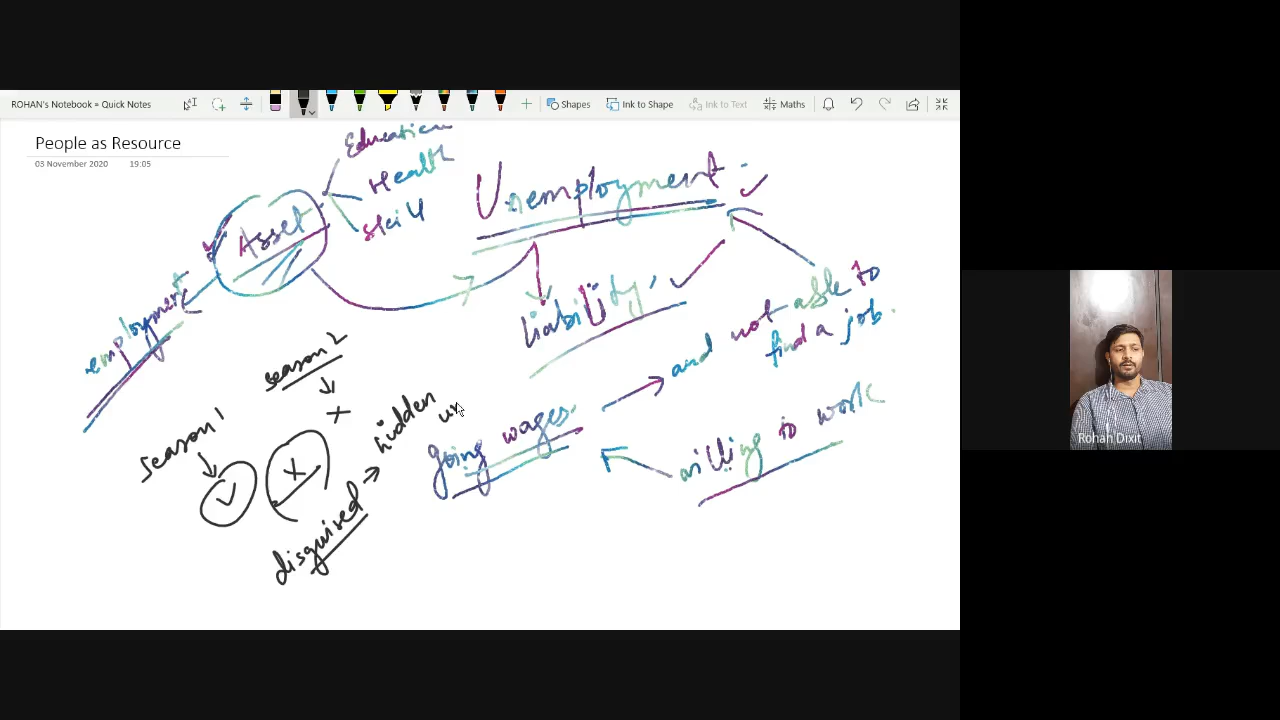 ROHAN's Notebook » Quick Notes
Shapes
Ink to Shape
Ink to Text
Maths
People as Resource
03 November 2020 19:05
Education
Health
Skill
Asset
Unemployment
employment
liability
and not able to
find a job.
season 2
season 1
going wages.
willing to work
hidden
un
disguised
Rohan Dixit